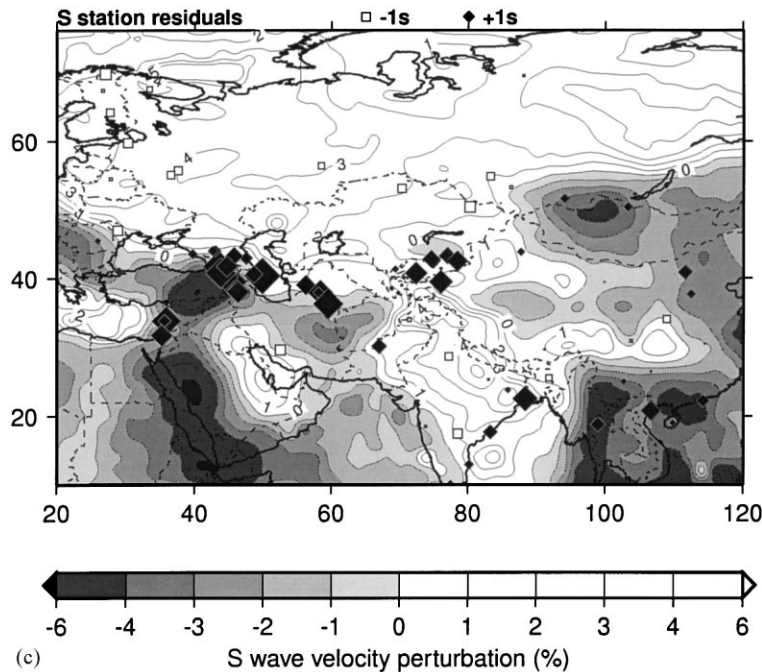 S station residuals -1s +1s
60
40
20
20 40 60 80 100 120
-6 -4 -3 -2 -1 0 1 2 3 4 6
S wave velocity perturbation (%)
(c)